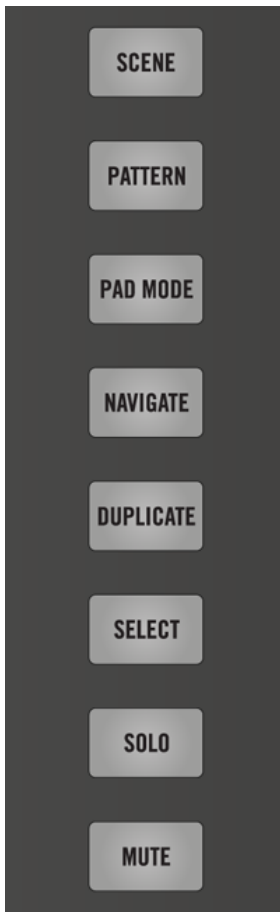 SCENE
PATTERN
PAD MODE
NAVIGATE
DUPLICATE
SELECT
SOLO
MUTE